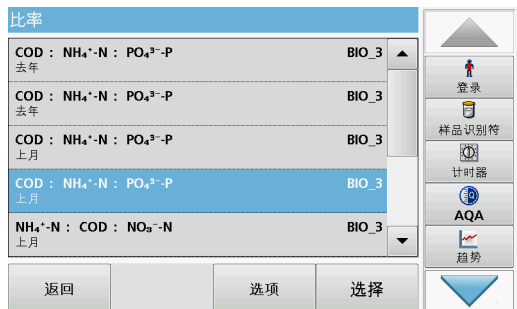 比率
COD : NH₄⁺-N : PO₄³⁻-P BIO_3
去年
COD : NH₄⁺-N : PO₄³⁻-P BIO_3
去年
COD : NH₄⁺-N : PO₄³⁻-P BIO_3
上月
COD : NH₄⁺-N : PO₄³⁻-P BIO_3
上月
NH₄⁺-N : COD : NO₃⁻-N BIO_3
上月
返回 选项 选择
登录
样品识别符
计时器
AQA
趋势